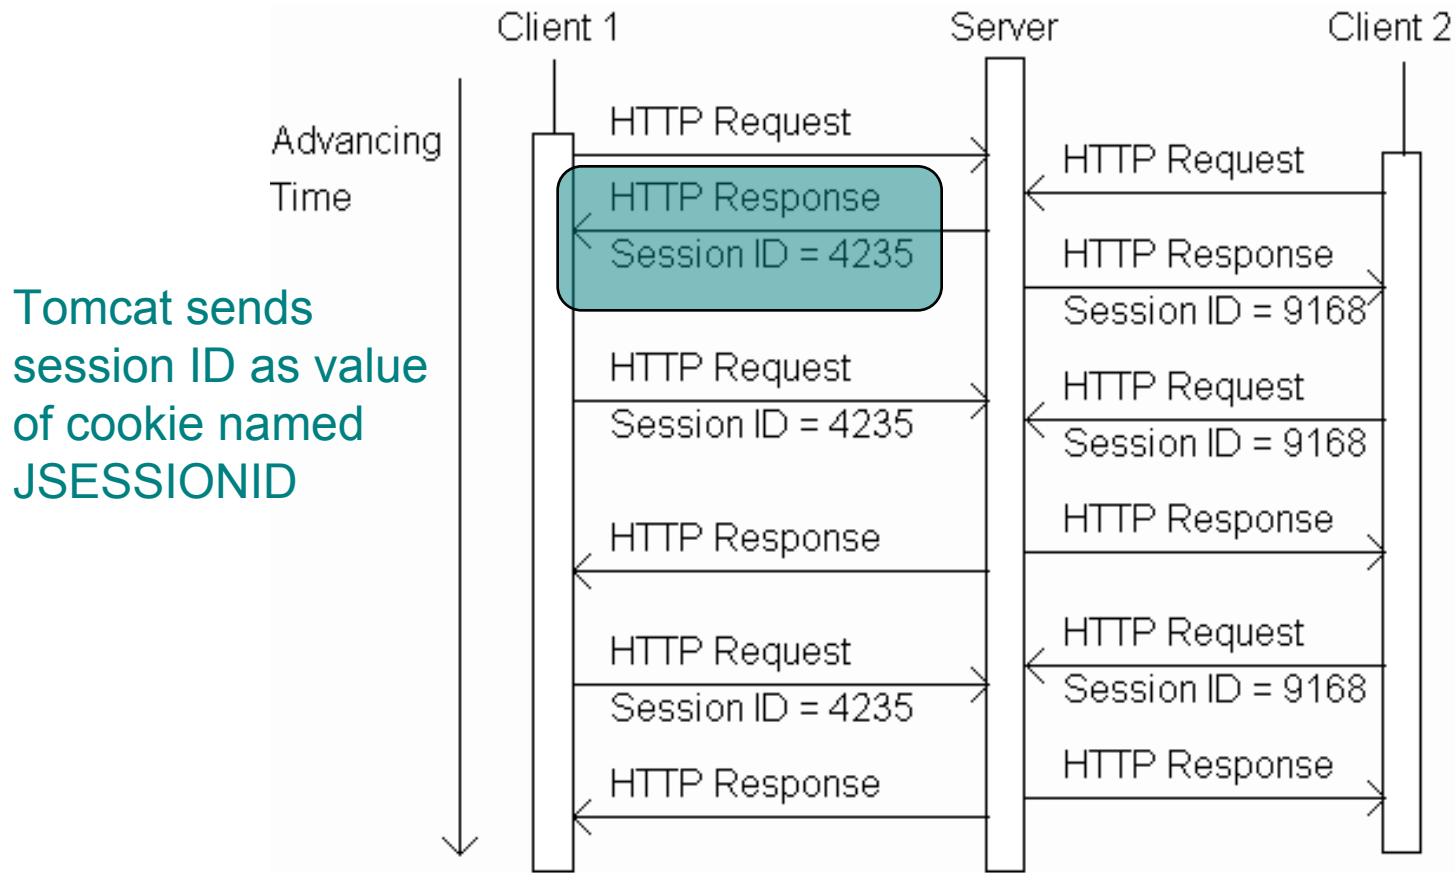 Client 1
Server
Client 2
Advancing
Time
HTTP Request
HTTP Request
HTTP Response
Session ID = 4235
HTTP Response
Session ID = 9168
Tomcat sends
session ID as value
of cookie named
JSESSIONID
HTTP Request
Session ID = 4235
HTTP Request
Session ID = 9168
HTTP Response
HTTP Response
HTTP Request
Session ID = 9168
HTTP Request
Session ID = 4235
HTTP Response
HTTP Response